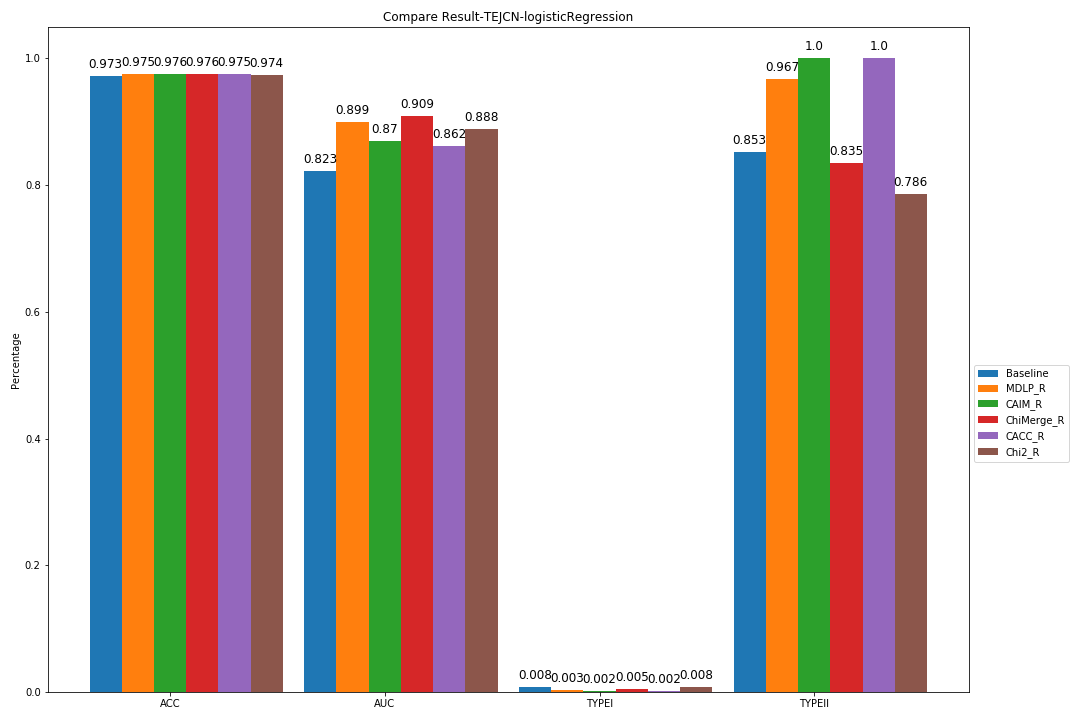 Compare Result-TEJCN-logisticRegression
Percentage
1.0
0.8
0.6
0.4
0.2
0.0
0.973 0.975 0.976 0.976 0.975 0.974
0.823 0.899 0.87 0.909 0.862 0.888
0.008 0.003 0.002 0.005 0.002 0.008
0.853 0.967 1.0 0.835 1.0 0.786
ACC AUC TYPEI TYPEII
Baseline
MDLP_R
CAIM_R
ChiMerge_R
CACC_R
Chi2_R